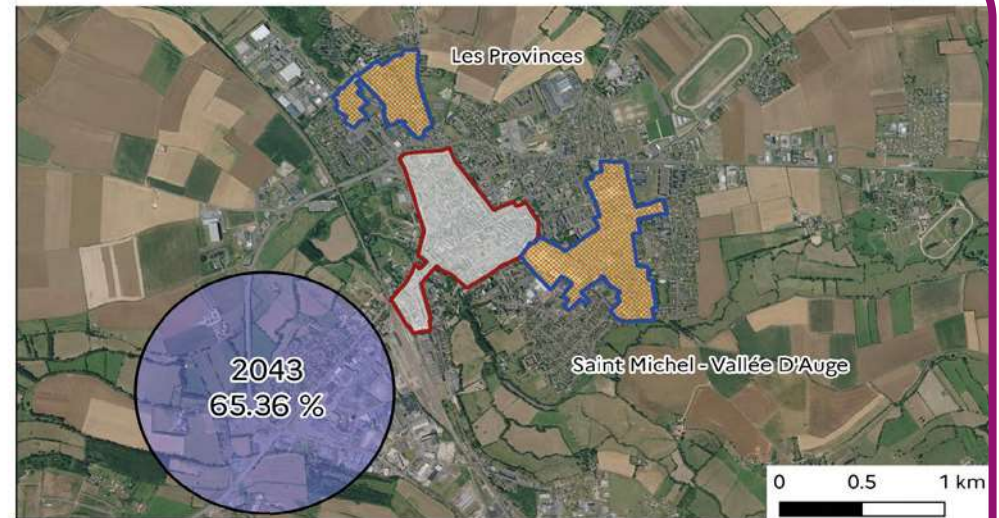 Les Provinces
2043
65.36 %
Saint Michel - Vallée D'Auge
0 0.5 1 km